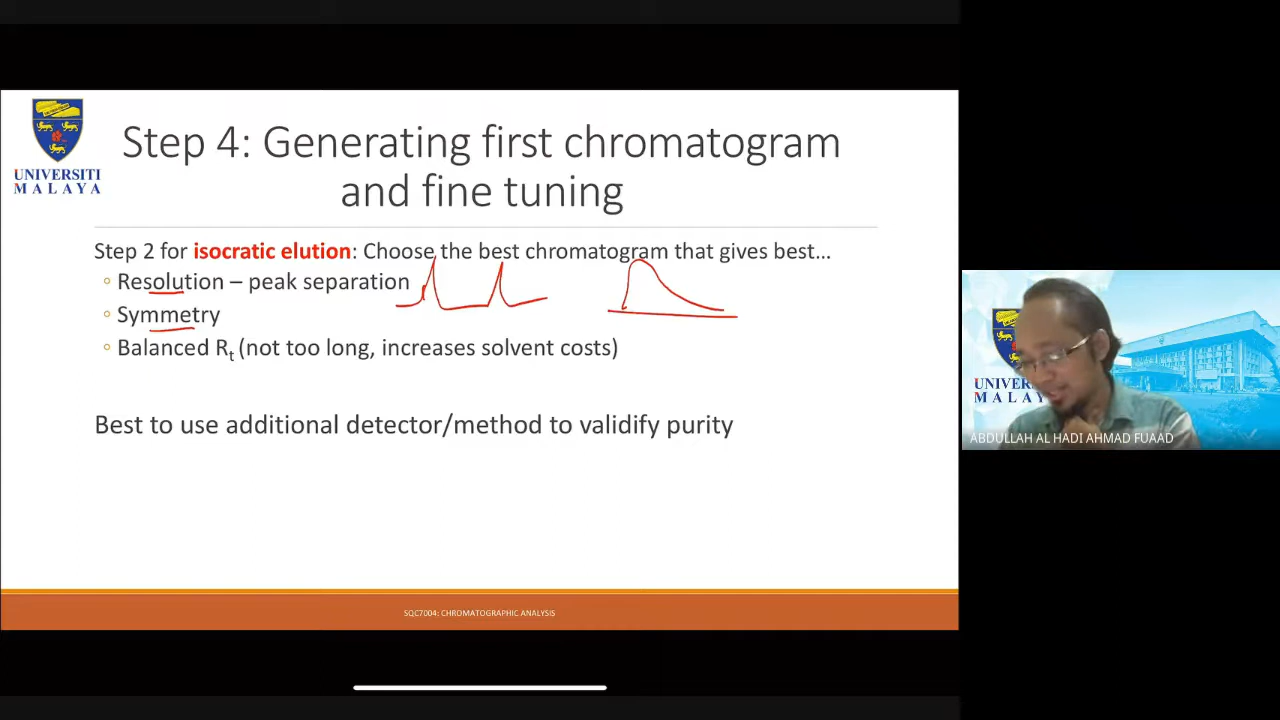 UNIVERSITI
MALAYA
Step 4: Generating first chromatogram
and fine tuning
Step 2 for isocratic elution: Choose the best chromatogram that gives best…
◦ Resolution – peak separation
◦ Symmetry
◦ Balanced Rt (not too long, increases solvent costs)
Best to use additional detector/method to validify purity
SQC7004: CHROMATOGRAPHIC ANALYSIS
UNIVER
MALAY
ABDULLAH AL HADI AHMAD FUAAD